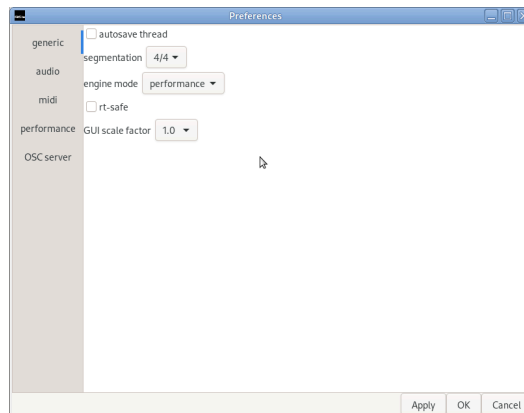 Preferences
generic
audio
midi
performance
OSC server
autosave thread
segmentation 4/4
engine mode performance
rt-safe
GUI scale factor 1.0
Apply OK Cancel